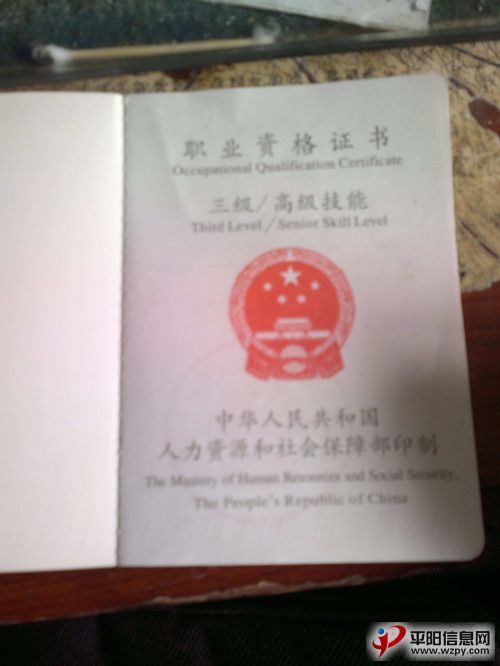 职业资格证书
Occupational Qualification Certificate
三级/高级技能
Third Level/Senior Skill Level
中华人民共和国
人力资源和社会保障部印制
The Ministry of Human Resources and Social Security,
The People's Republic of China
平阳信息网
www.wzpy.com